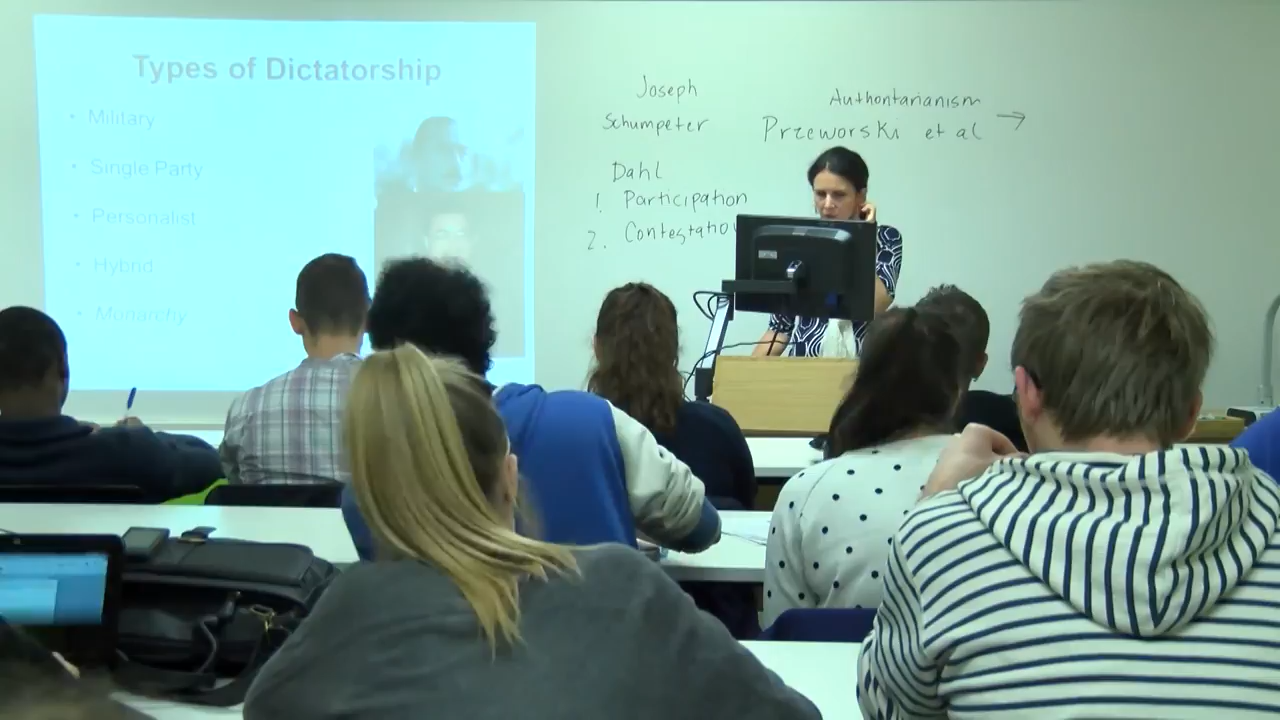 Types of Dictatorship
• Military
• Single Party
• Personalist
• Hybrid
• Monarchy
Joseph
Schumpeter
Dahl
1. Participation
2. Contestatio
Authoritarianism →
Przeworski et al